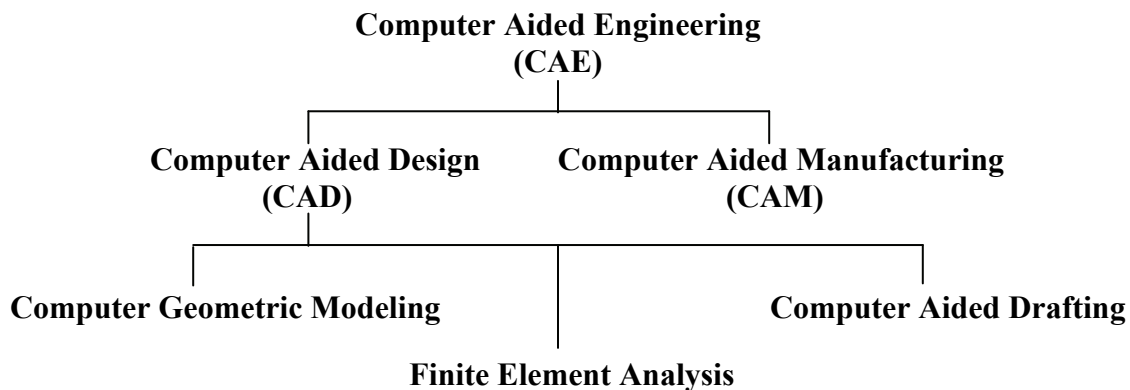 Computer Aided Engineering
(CAE)
Computer Aided Design
(CAD)
Computer Aided Manufacturing
(CAM)
Computer Geometric Modeling
Computer Aided Drafting
Finite Element Analysis